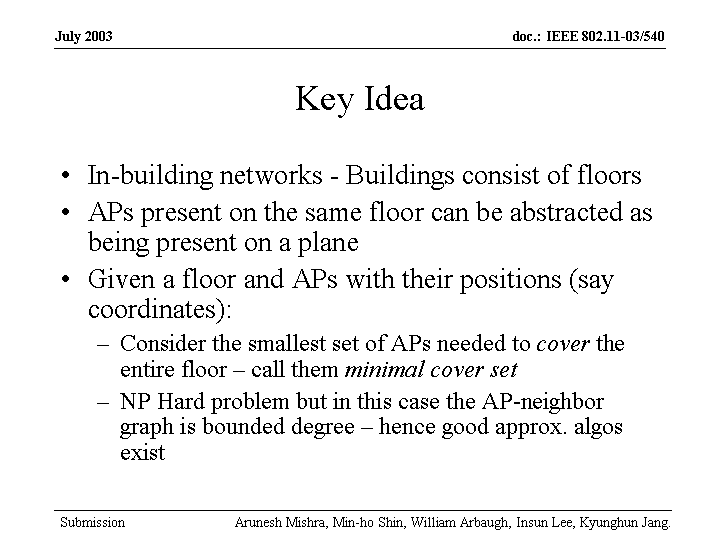 July 2003
doc.: IEEE 802.11-03/540
Key Idea
• In-building networks - Buildings consist of floors
• APs present on the same floor can be abstracted as
being present on a plane
• Given a floor and APs with their positions (say
coordinates):
– Consider the smallest set of APs needed to cover the
entire floor – call them minimal cover set
– NP Hard problem but in this case the AP-neighbor
graph is bounded degree – hence good approx. algos
exist
Submission
Arunesh Mishra, Min-ho Shin, William Arbaugh, Insun Lee, Kyunghun Jang.